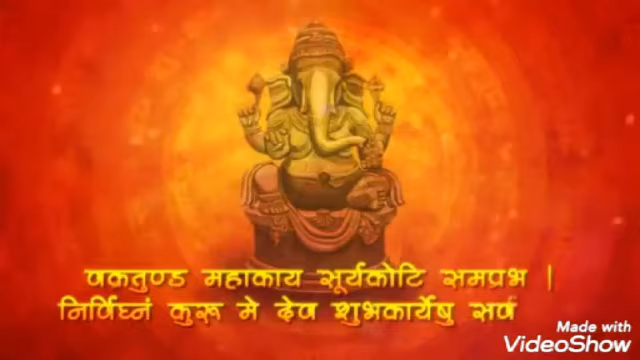 वक्रतुण्ड महाकाय सूर्यकोटि समप्रभ |
निर्विघ्नं कुरू मे देव शुभकार्येषु सर्व
Made with
VideoShow